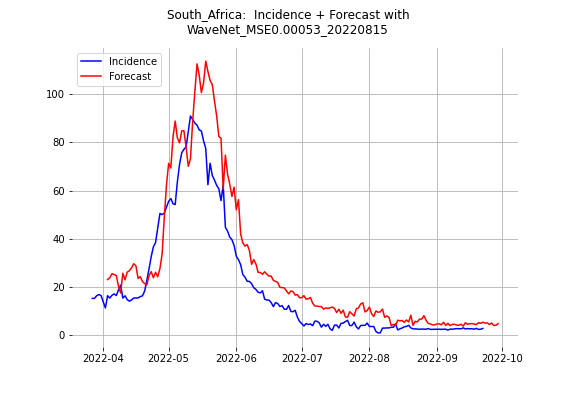 South_Africa:  Incidence + Forecast with
WaveNet_MSE0.00053_20220815
Incidence
Forecast
100
80
60
40
20
0
2022-04 2022-05 2022-06 2022-07 2022-08 2022-09 2022-10